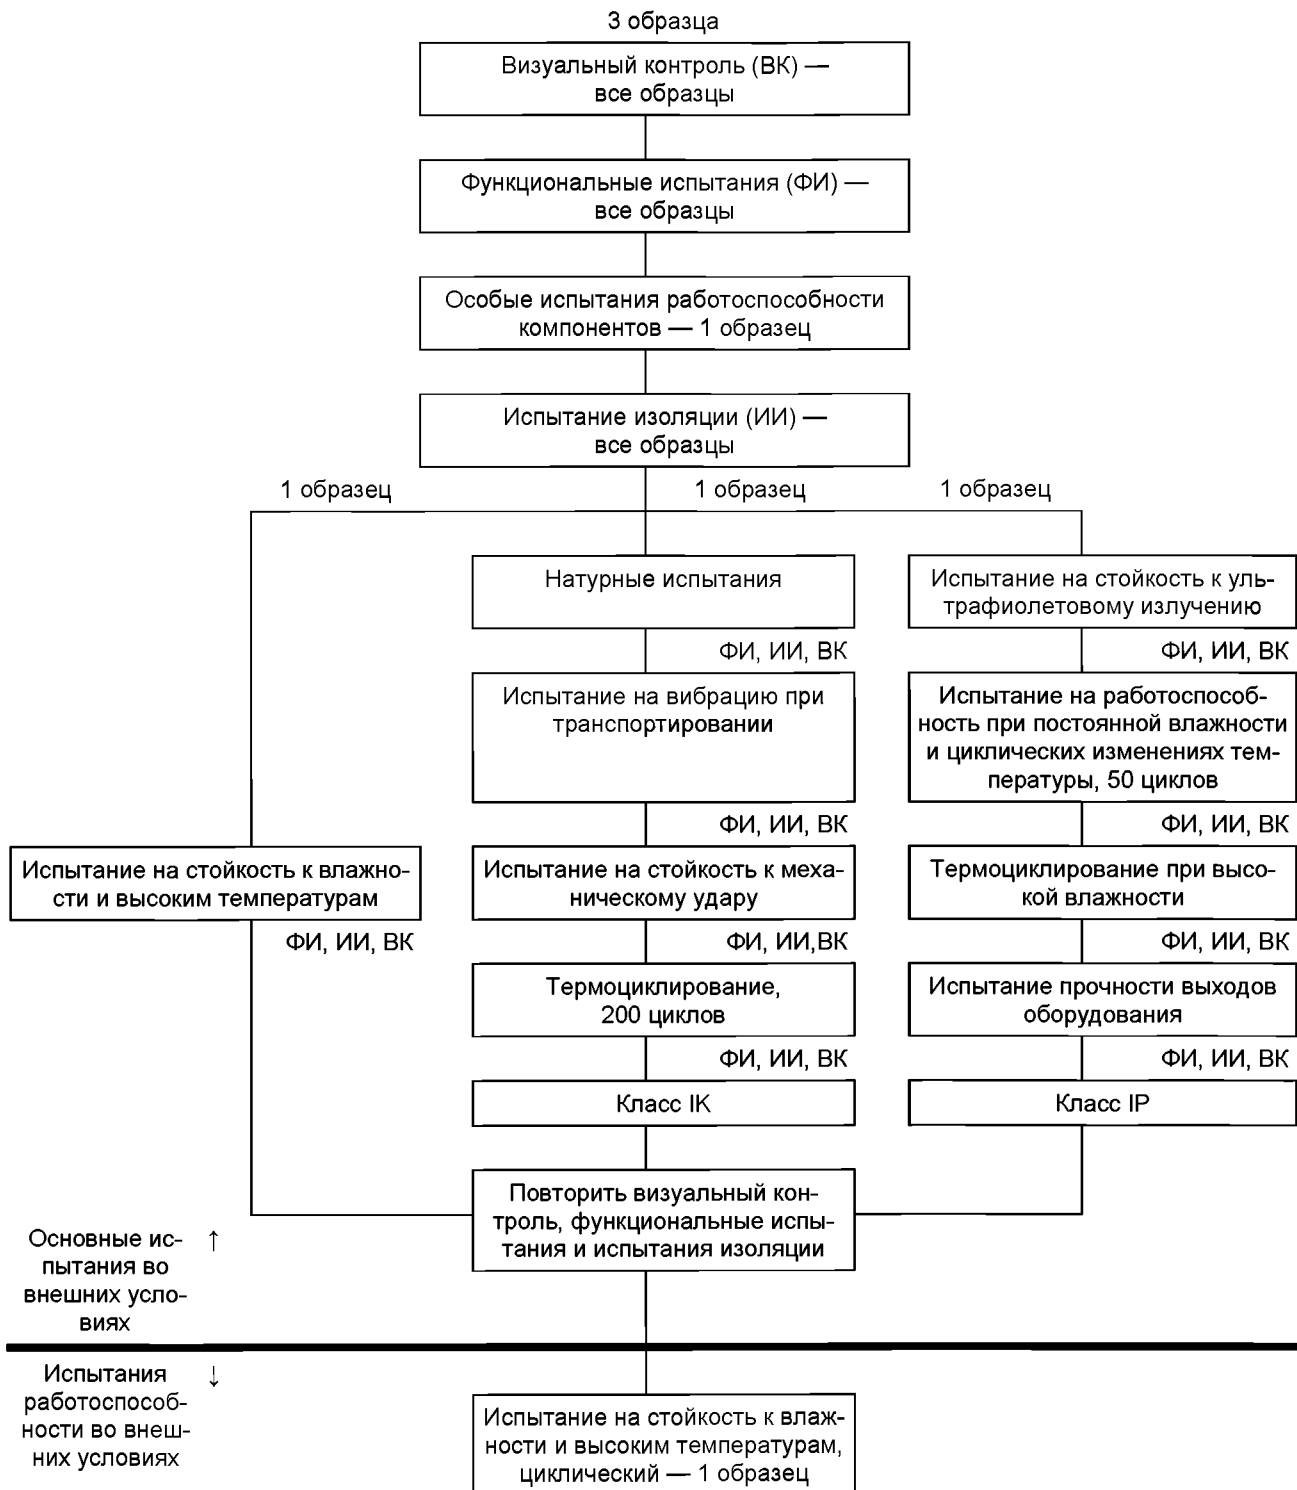 3 образца
Визуальный контроль (ВК) —
все образцы
Функциональные испытания (ФИ) —
все образцы
Особые испытания работоспособности
компонентов — 1 образец
Испытание изоляции (ИИ) —
все образцы
1 образец
1 образец
1 образец
Натурные испытания
Испытание на стойкость к уль-
трафиолетовому излучению
ФИ, ИИ, ВК
ФИ, ИИ, ВК
Испытание на вибрацию при
транспортировании
Испытание на работоспособ-
ность при постоянной влажности
и циклических изменениях тем-
пературы, 50 циклов
ФИ, ИИ, ВК
ФИ, ИИ, ВК
Испытание на стойкость к влажно-
сти и высоким температурам
Испытание на стойкость к меха-
ническому удару
Термоциклирование при высо-
кой влажности
ФИ, ИИ, ВК
ФИ, ИИ,ВК
ФИ, ИИ, ВК
Термоциклирование,
200 циклов
Испытание прочности выходов
оборудования
ФИ, ИИ, ВК
ФИ, ИИ, ВК
Класс IK
Класс IP
Повторить визуальный кон-
троль, функциональные испы-
тания и испытания изоляции
Основные ис- ↑
пытания во
внешних усло-
виях
Испытания ↓
работоспособ-
ности во внеш-
них условиях
Испытание на стойкость к влаж-
ности и высоким температурам,
циклический — 1 образец